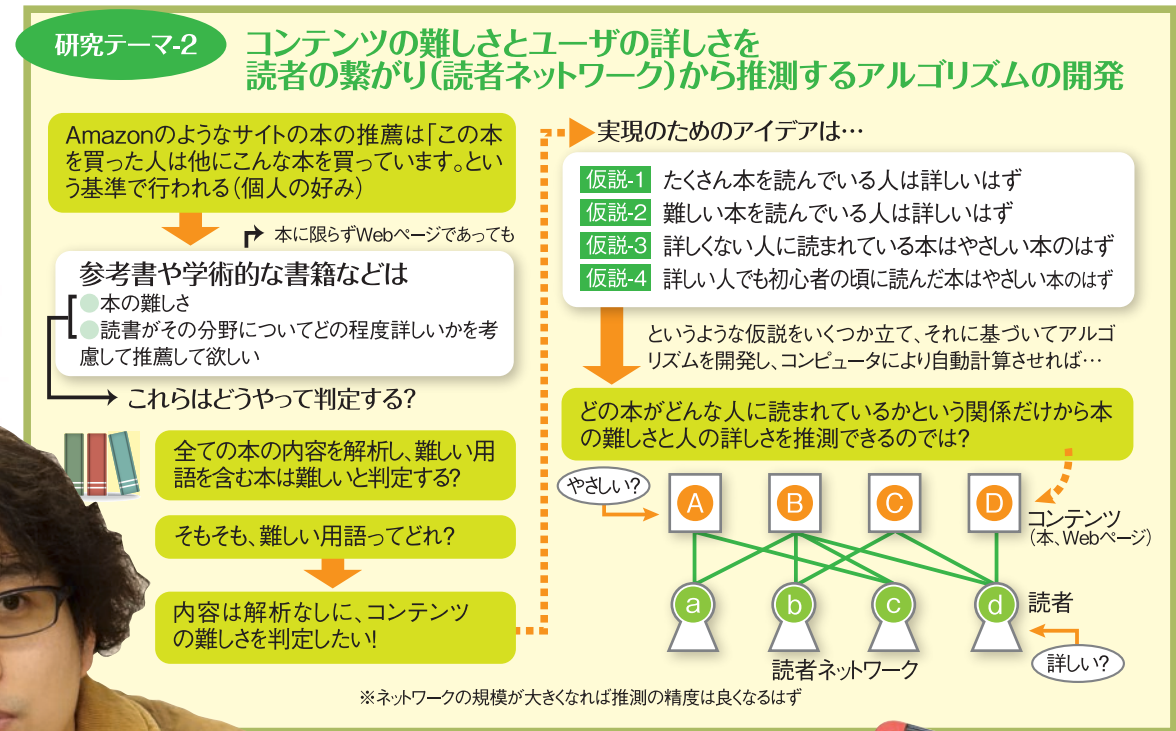 研究テーマ-2
コンテンツの難しさとユーザの詳しさを
読者の繋がり(読者ネットワーク)から推測するアルゴリズムの開発
Amazonのようなサイトの本の推薦は「この本
を買った人は他にこんな本を買っています。とい
う基準で行われる(個人の好み)
本に限らずWebページであっても
参考書や学術的な書籍などは
●本の難しさ
●読書がその分野についてどの程度詳しいかを考
慮して推薦して欲しい
これらはどうやって判定する?
全ての本の内容を解析し、難しい用
語を含む本は難しいと判定する?
そもそも、難しい用語ってどれ?
内容は解析なしに、コンテンツ
の難しさを判定したい!
実現のためのアイデアは…
仮説-1 たくさん本を読んでいる人は詳しいはず
仮説-2 難しい本を読んでいる人は詳しいはず
仮説-3 詳しくない人に読まれている本はやさしい本のはず
仮説-4 詳しい人でも初心者の頃に読んだ本はやさしい本のはず
というような仮説をいくつか立て、それに基づいてアルゴ
リズムを開発し、コンピュータにより自動計算させれば…
どの本がどんな人に読まれているかという関係だけから本
の難しさと人の詳しさを推測できるのでは?
やさしい?
A B C D
コンテンツ
(本、Webページ)
a b c d
読者
詳しい?
読者ネットワーク
※ネットワークの規模が大きくなれば推測の精度は良くなるはず